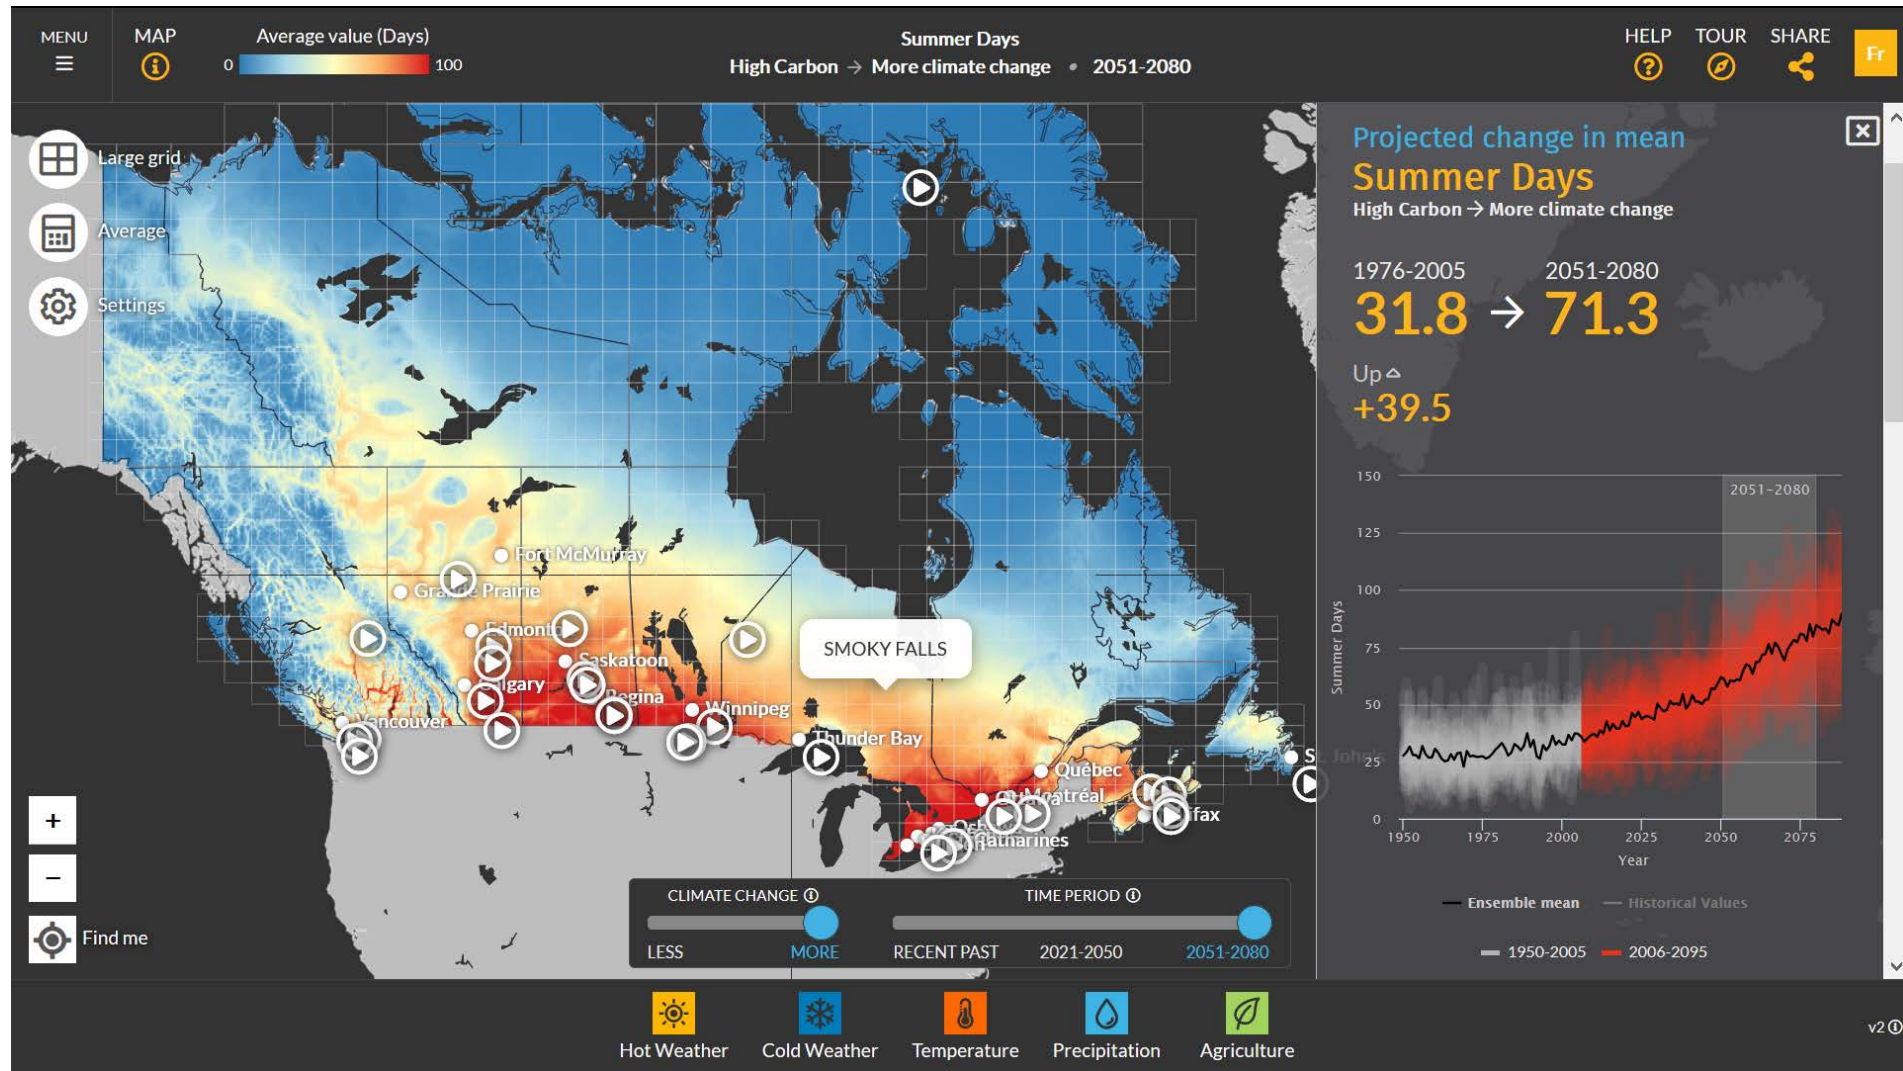 MENU
MAP
Average value (Days)
0
100
Summer Days
High Carbon → More climate change • 2051-2080
HELP
TOUR
SHARE
Fr
Large grid
Average
Settings
Fort McMurray
Grande Prairie
Saskatoon
Regina
Winnipeg
Vancouver
SMOKY FALLS
Thunder Bay
Québec
Montréal
Catharines
+
−
Find me
CLIMATE CHANGE
LESS
MORE
TIME PERIOD
RECENT PAST
2021-2050
2051-2080
Projected change in mean
Summer Days
High Carbon → More climate change
1976-2005
2051-2080
31.8 → 71.3
Up
+39.5
150
125
100
75
50
25
0
Summer Days
2051-2080
1950
1975
2000
2025
2050
2075
Year
Ensemble mean
Historical Values
1950-2005
2006-2095
Hot Weather
Cold Weather
Temperature
Precipitation
Agriculture
v2